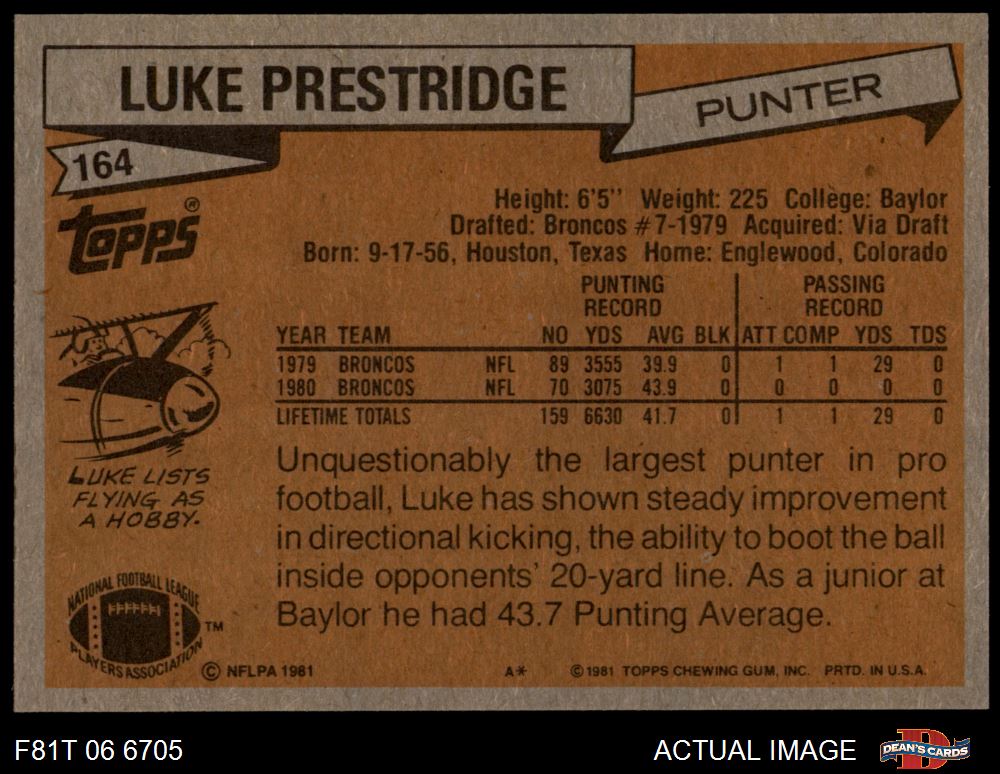 LUKE PRESTRIDGE
PUNTER
164
TOPPS®
Height: 6'5'' Weight: 225 College: Baylor
Drafted: Broncos #7-1979 Acquired: Via Draft
Born: 9-17-56, Houston, Texas Home: Englewood, Colorado
PUNTING RECORD PASSING RECORD
YEAR TEAM NO YDS AVG BLK ATT COMP YDS TDS
1979 BRONCOS NFL 89 3555 39.9 0 1 1 29 0
1980 BRONCOS NFL 70 3075 43.9 0 0 0 0 0
LIFETIME TOTALS 159 6630 41.7 0 1 1 29 0
LUKE LISTS
FLYING AS
A HOBBY.
Unquestionably the largest punter in pro
football, Luke has shown steady improvement
in directional kicking, the ability to boot the ball
inside opponents' 20-yard line. As a junior at
Baylor he had 43.7 Punting Average.
NATIONAL FOOTBALL LEAGUE
PLAYERS ASSOCIATION
TM
© NFLPA 1981 A* © 1981 TOPPS CHEWING GUM, INC. PRTD. IN U.S.A.
F81T 06 6705 ACTUAL IMAGE D DEAN'S CARDS